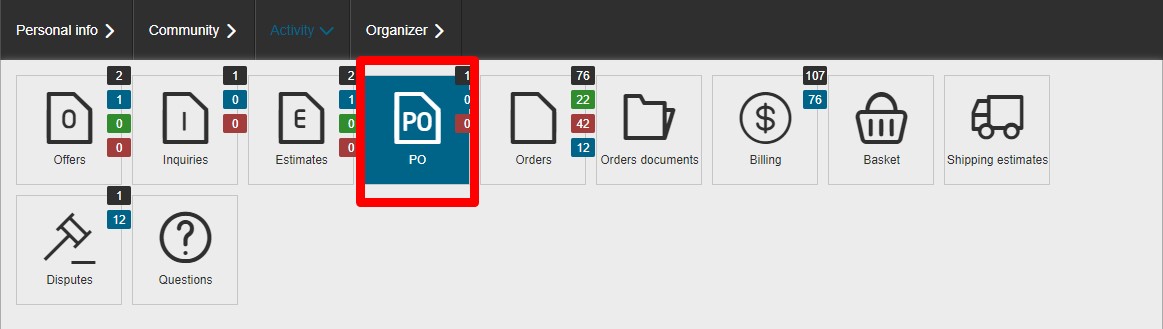 Personal info Community Activity Organizer
2 1 2 1 76 107
1 0 1 0 22 76
0 0 0 0 42
0 0 12
O I E PO $
Offers Inquiries Estimates PO Orders Orders documents Billing Basket Shipping estimates
1
12
?
Disputes Questions